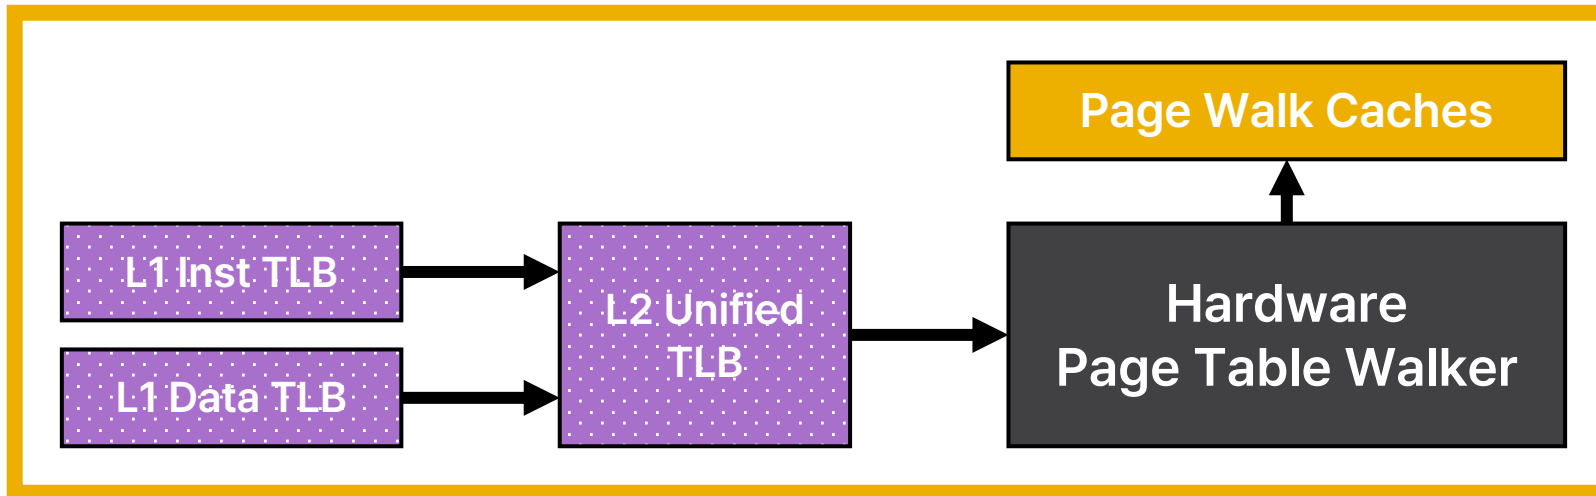 Page Walk Caches
L1 Inst TLB
L1 Data TLB
L2 Unified
TLB
Hardware
Page Table Walker